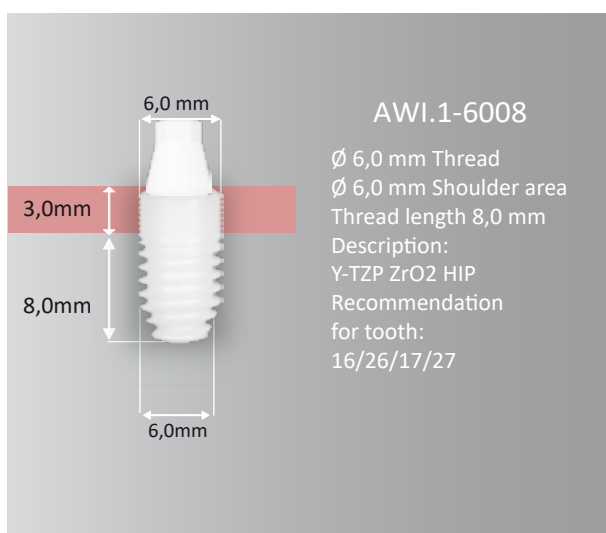 6,0 mm
3,0mm
8,0mm
6,0mm
AWI.1-6008
Ø 6,0 mm Thread
Ø 6,0 mm Shoulder area
Thread length 8,0 mm
Description:
Y-TZP ZrO2 HIP
Recommendation
for tooth:
16/26/17/27